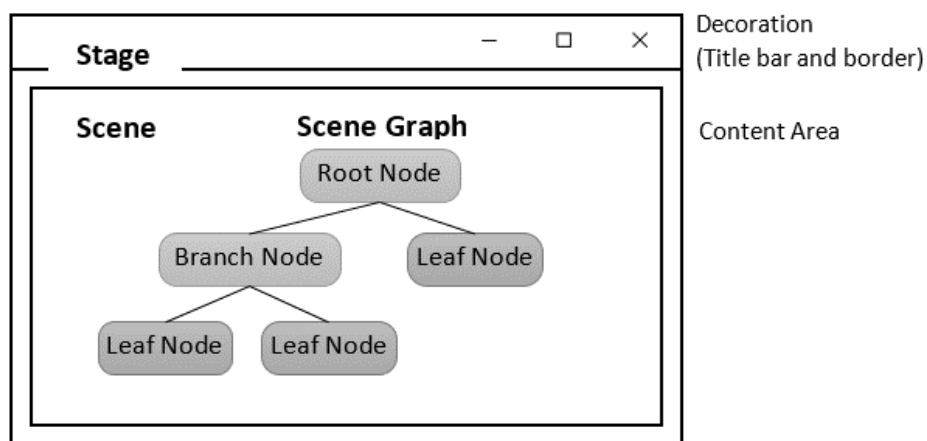 Stage
Decoration
(Title bar and border)
Scene
Scene Graph
Content Area
Root Node
Branch Node
Leaf Node
Leaf Node
Leaf Node